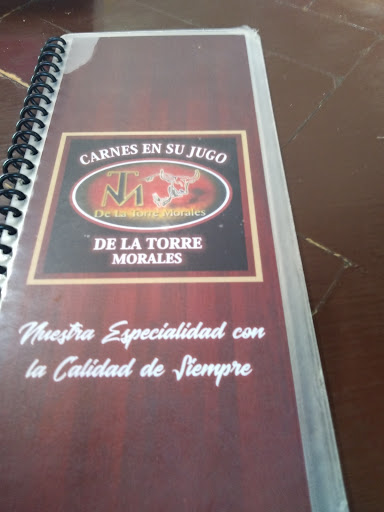 CARNES EN SU JUGO
TM
De La Torre Morales
DE LA TORRE
MORALES
Nuestra Especialidad con
la Calidad de Siempre